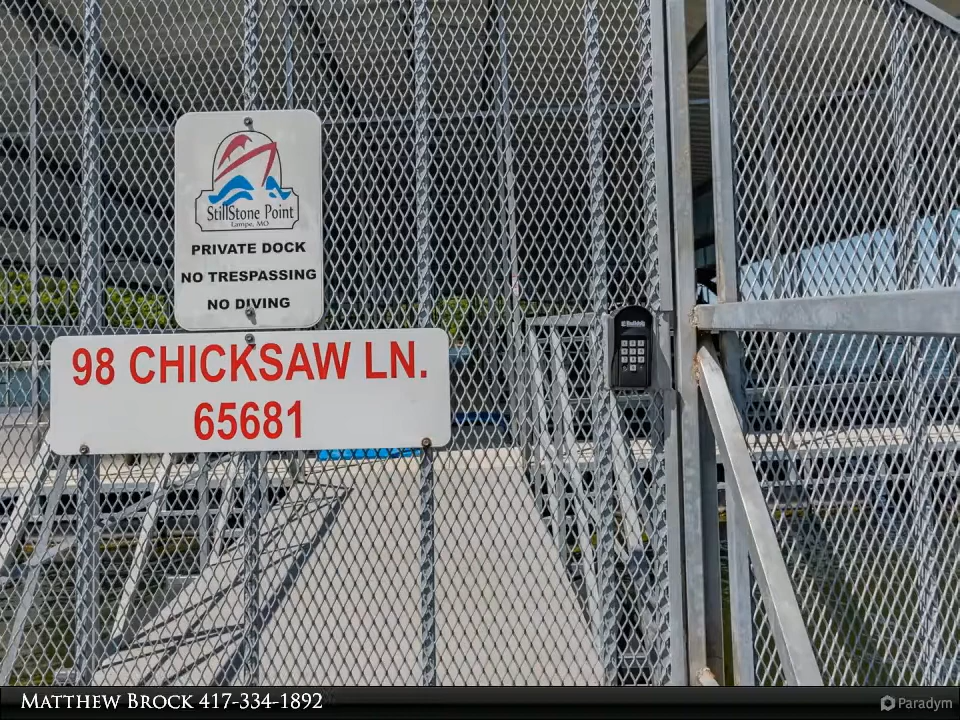 StillStone Point
Lampe, MO
PRIVATE DOCK
NO TRESPASSING
NO DIVING
98 CHICKSAW LN.
65681
MATTHEW BROCK 417-334-1892
Paradym